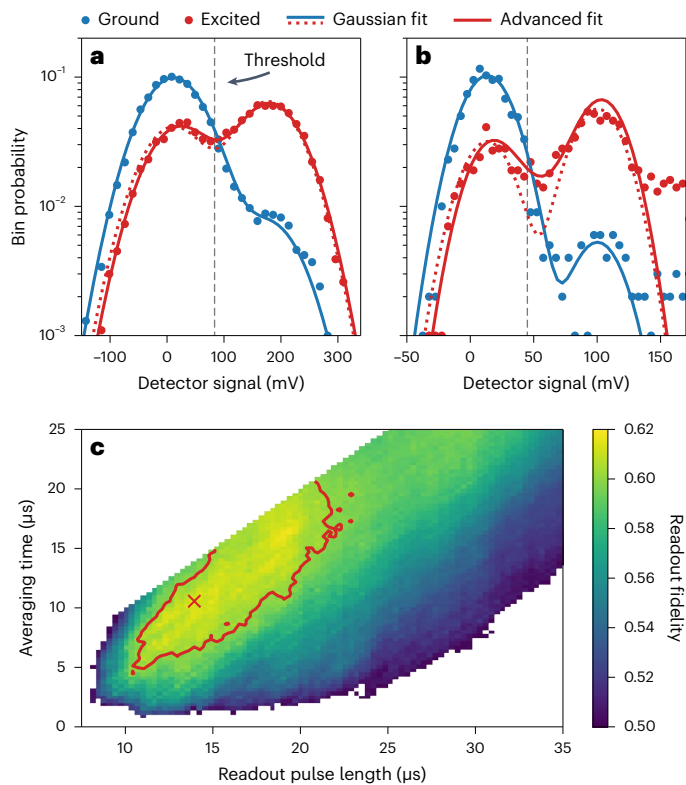 Ground Excited Gaussian fit Advanced fit
a
b
Threshold
10⁻¹
10⁻²
10⁻³
Bin probability
−100 0 100 200 300
−50 0 50 100 150
Detector signal (mV)
Detector signal (mV)
c
25
20
15
10
5
0
Averaging time (μs)
10 15 20 25 30 35
Readout pulse length (μs)
0.62
0.60
0.58
0.56
0.54
0.52
0.50
Readout fidelity